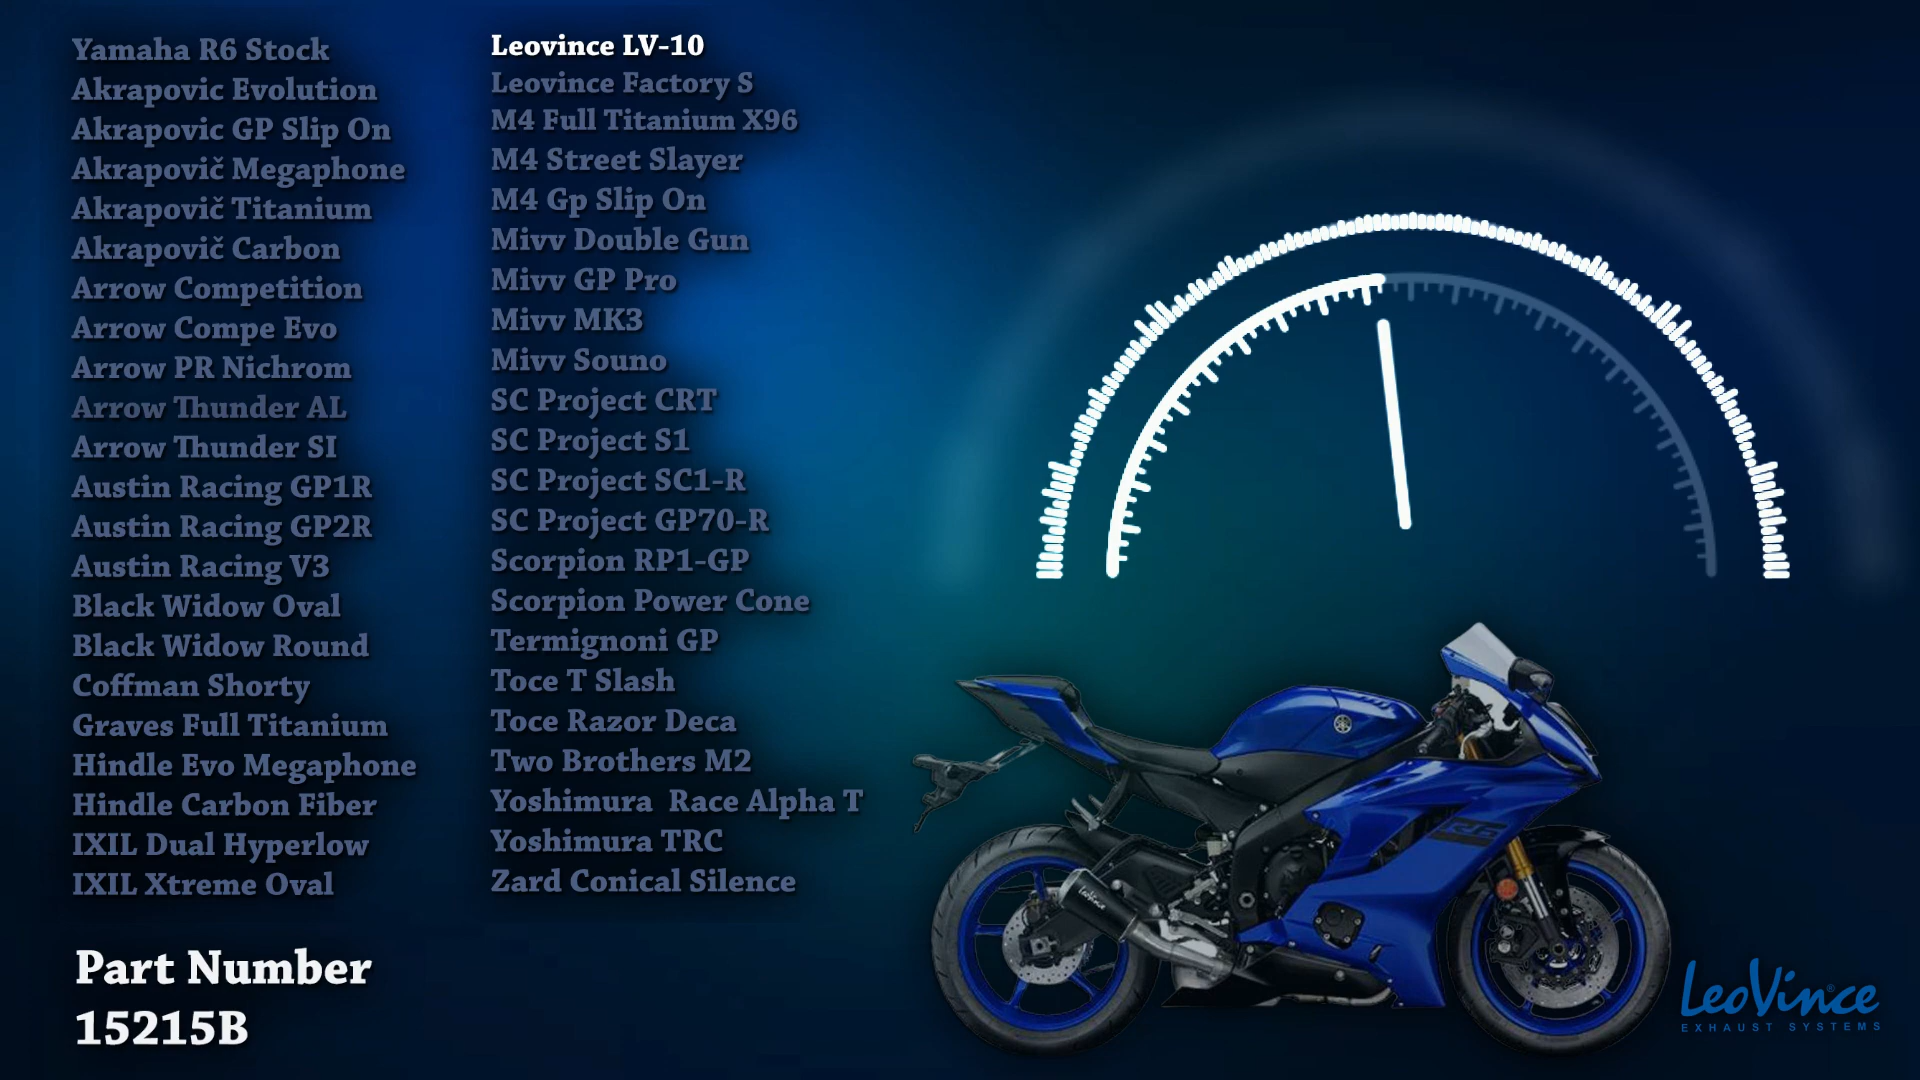 Yamaha R6 Stock
Akrapovic Evolution
Akrapovic GP Slip On
Akrapovič Megaphone
Akrapovič Titanium
Akrapovič Carbon
Arrow Competition
Arrow Compe Evo
Arrow PR Nichrom
Arrow Thunder AL
Arrow Thunder SI
Austin Racing GP1R
Austin Racing GP2R
Austin Racing V3
Black Widow Oval
Black Widow Round
Coffman Shorty
Graves Full Titanium
Hindle Evo Megaphone
Hindle Carbon Fiber
IXIL Dual Hyperlow
IXIL Xtreme Oval
Leovince LV-10
Leovince Factory S
M4 Full Titanium X96
M4 Street Slayer
M4 Gp Slip On
Mivv Double Gun
Mivv GP Pro
Mivv MK3
Mivv Souno
SC Project CRT
SC Project S1
SC Project SC1-R
SC Project GP70-R
Scorpion RP1-GP
Scorpion Power Cone
Termignoni GP
Toce T Slash
Toce Razor Deca
Two Brothers M2
Yoshimura  Race Alpha T
Yoshimura TRC
Zard Conical Silence
Part Number
15215B
R6
LeoVince
LeoVince®
EXHAUST SYSTEMS